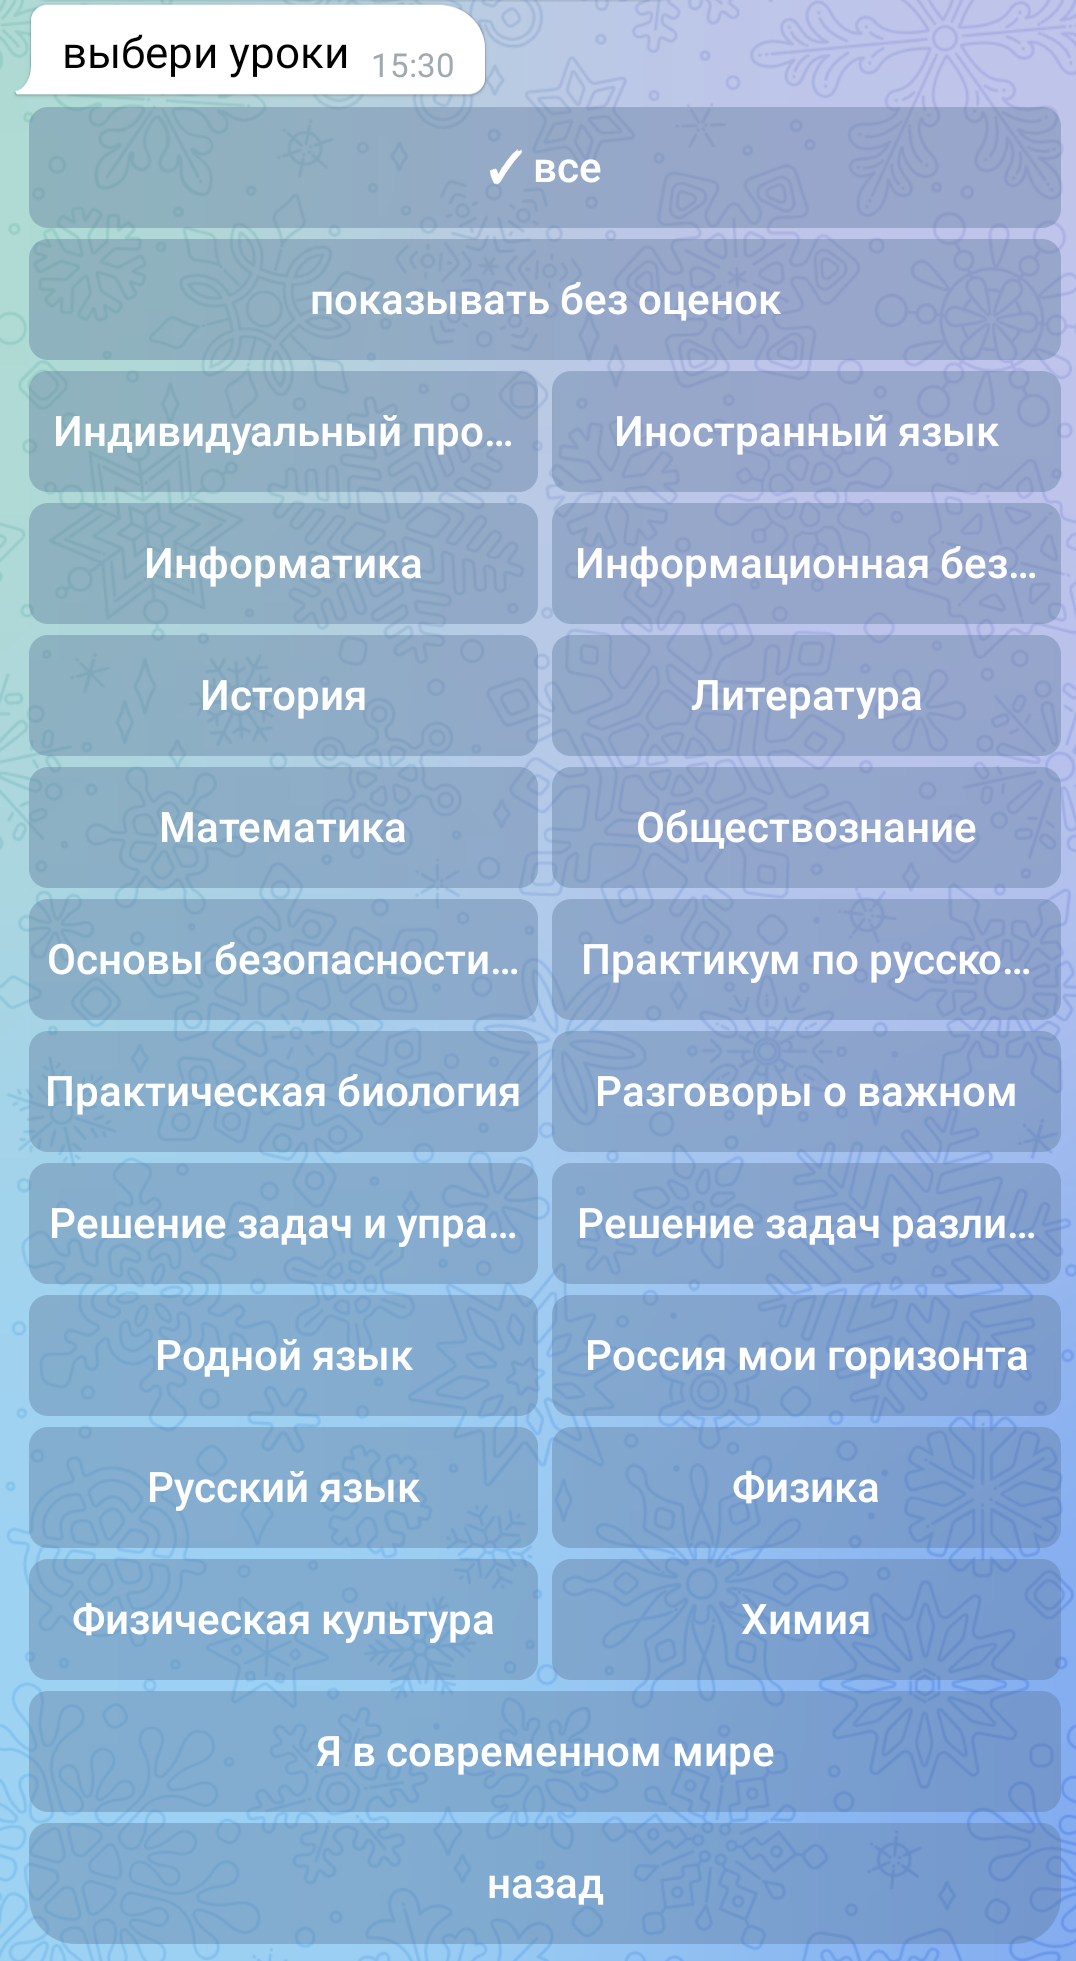 выбери уроки 15:30
✓ все
показывать без оценок
Индивидуальный про...
Иностранный язык
Информатика
Информационная без...
История
Литература
Математика
Обществознание
Основы безопасности...
Практикум по русско...
Практическая биология
Разговоры о важном
Решение задач и упра...
Решение задач разли...
Родной язык
Россия мои горизонта
Русский язык
Физика
Физическая культура
Химия
Я в современном мире
назад